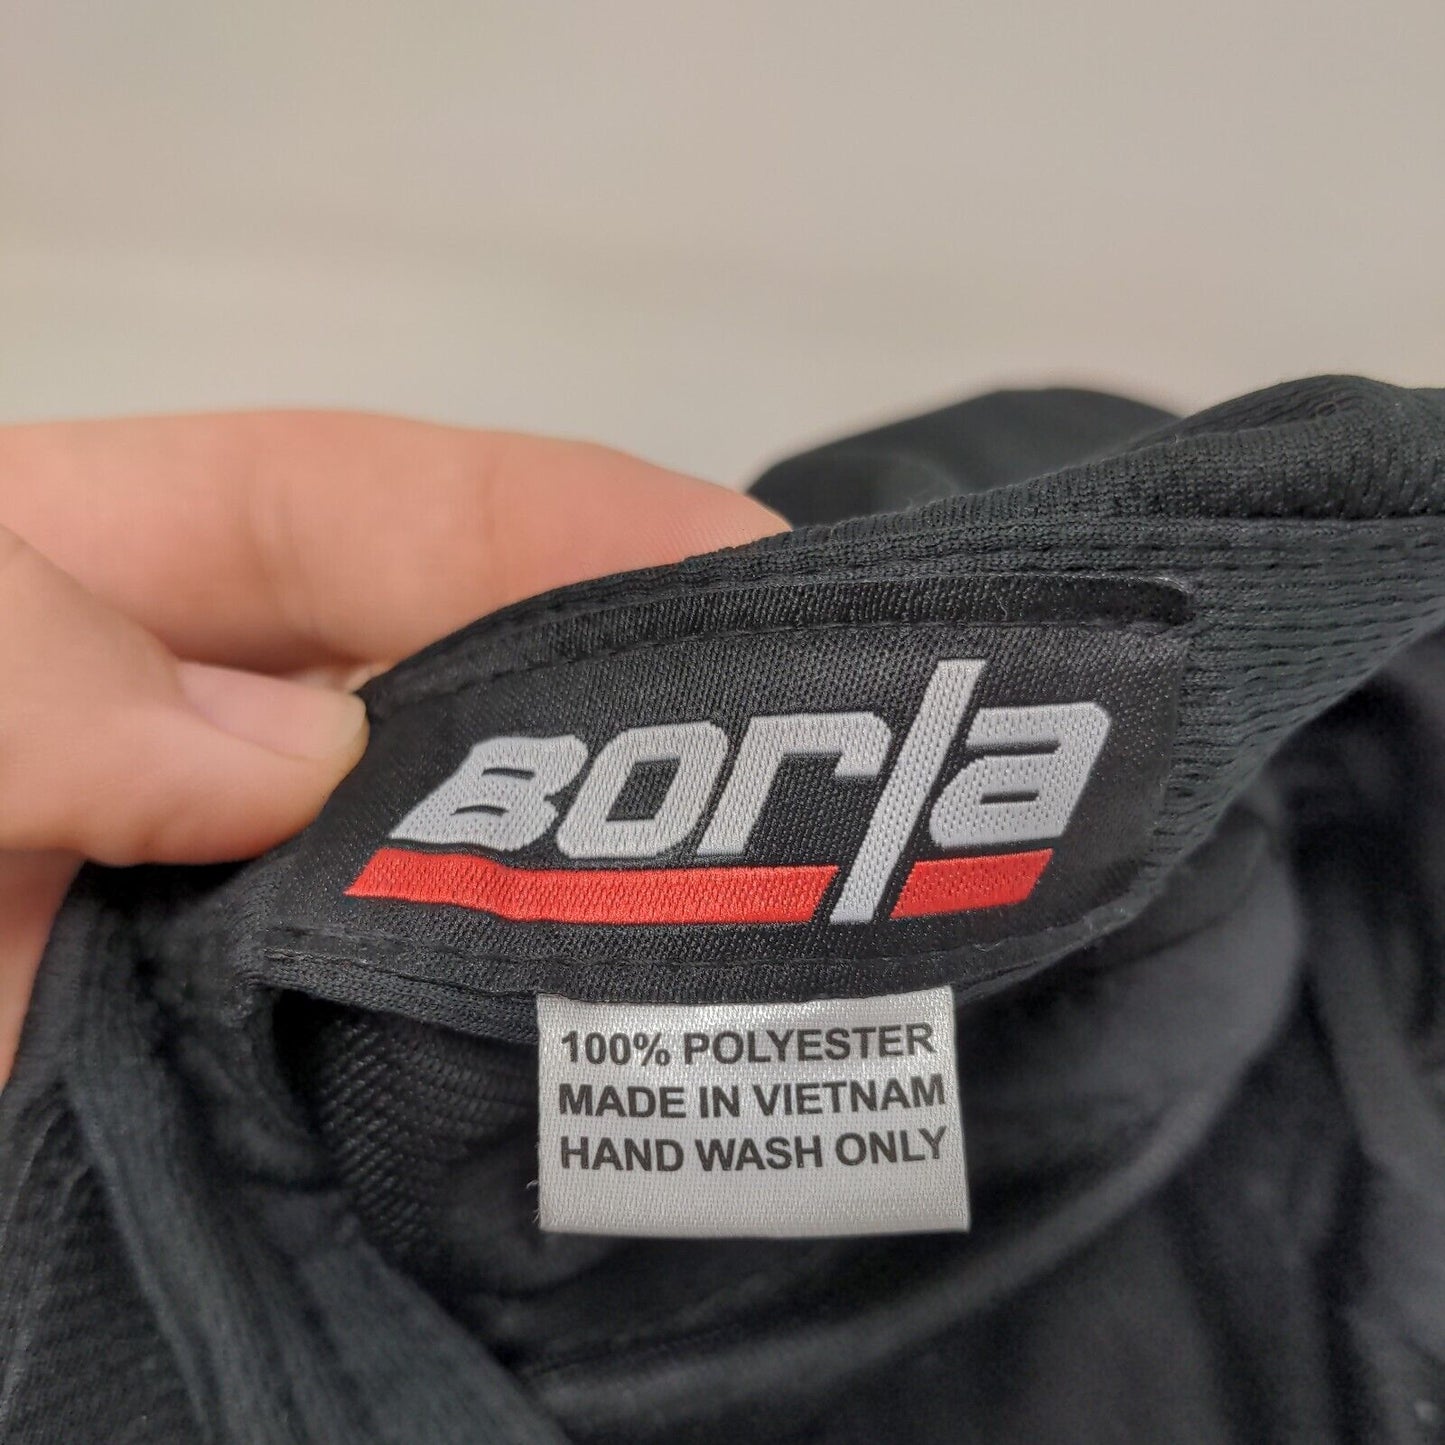 Borla
100% POLYESTER
MADE IN VIETNAM
HAND WASH ONLY